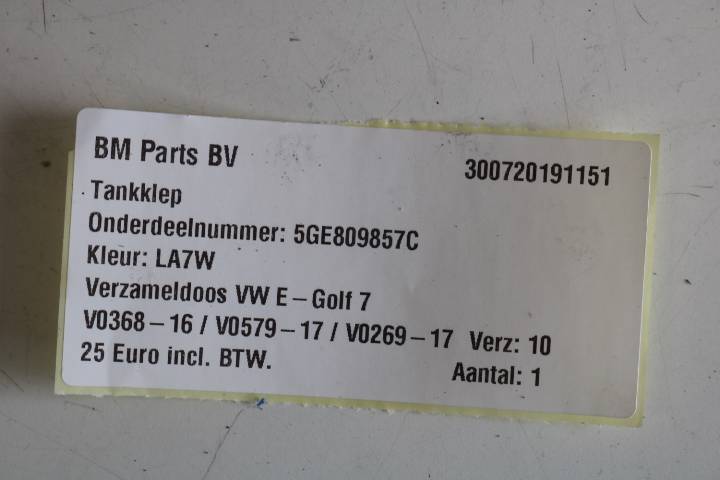 BM Parts BV 300720191151
Tankklep
Onderdeelnummer: 5GE809857C
Kleur: LA7W
Verzameldoos VW E-Golf 7
V0368-16 / V0579-17 / V0269-17 Verz: 10
25 Euro incl. BTW. Aantal: 1